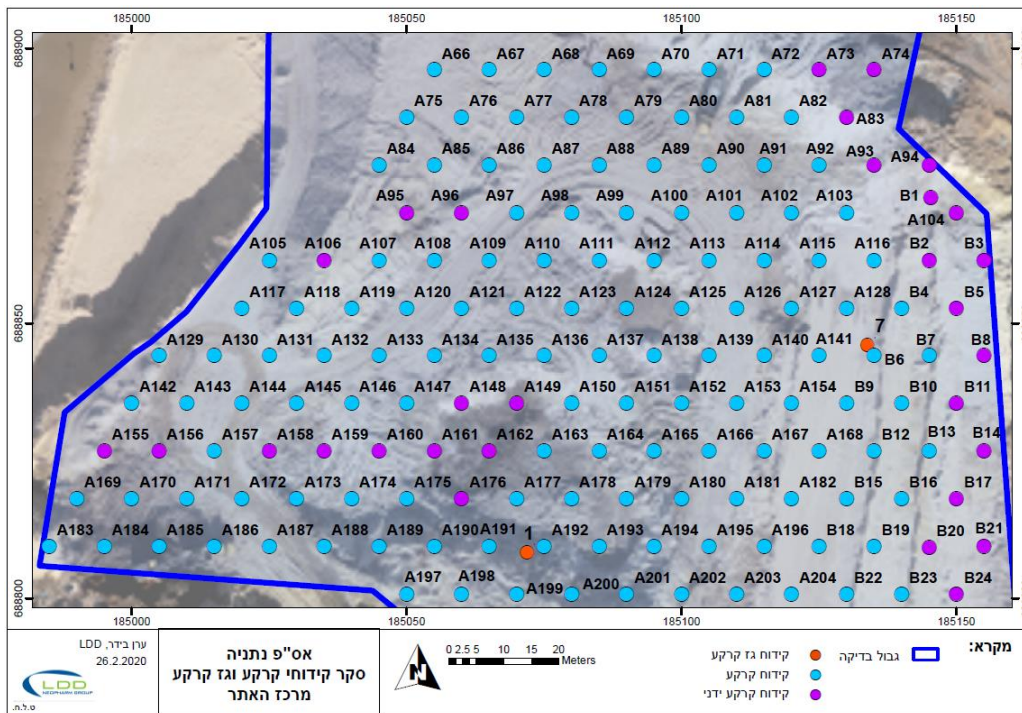 185000 185050 185100 185150
688900
688850
688800
A66 A67 A68 A69 A70 A71 A72 A73 A74
A75 A76 A77 A78 A79 A80 A81 A82 A83
A84 A85 A86 A87 A88 A89 A90 A91 A92 A93 A94
A95 A96 A97 A98 A99 A100 A101 A102 A103 B1 A104
A105 A106 A107 A108 A109 A110 A111 A112 A113 A114 A115 A116 B2 B3
A117 A118 A119 A120 A121 A122 A123 A124 A125 A126 A127 A128 B4 B5
A129 A130 A131 A132 A133 A134 A135 A136 A137 A138 A139 A140 A141 7 B6 B7 B8
A142 A143 A144 A145 A146 A147 A148 A149 A150 A151 A152 A153 A154 B9 B10 B11
A155 A156 A157 A158 A159 A160 A161 A162 A163 A164 A165 A166 A167 A168 B12 B13 B14
A169 A170 A171 A172 A173 A174 A175 A176 A177 A178 A179 A180 A181 A182 B15 B16 B17
A183 A184 A185 A186 A187 A188 A189 A190 A191 1 A192 A193 A194 A195 A196 B18 B19 B20 B21
A197 A198 A199 A200 A201 A202 A203 A204 B22 B23 B24
מקרא:
גבול בדיקה
קידוח גז קרקע
קידוח קרקע
קידוח קרקע ידני
0 2.5 5 10 15 20
Meters
N
אס"פ נתניה
סקר קידוחי קרקע וגז קרקע
מרכז האתר
ערן בידר, LDD
26.2.2020
LDD
ט.ל.ח.